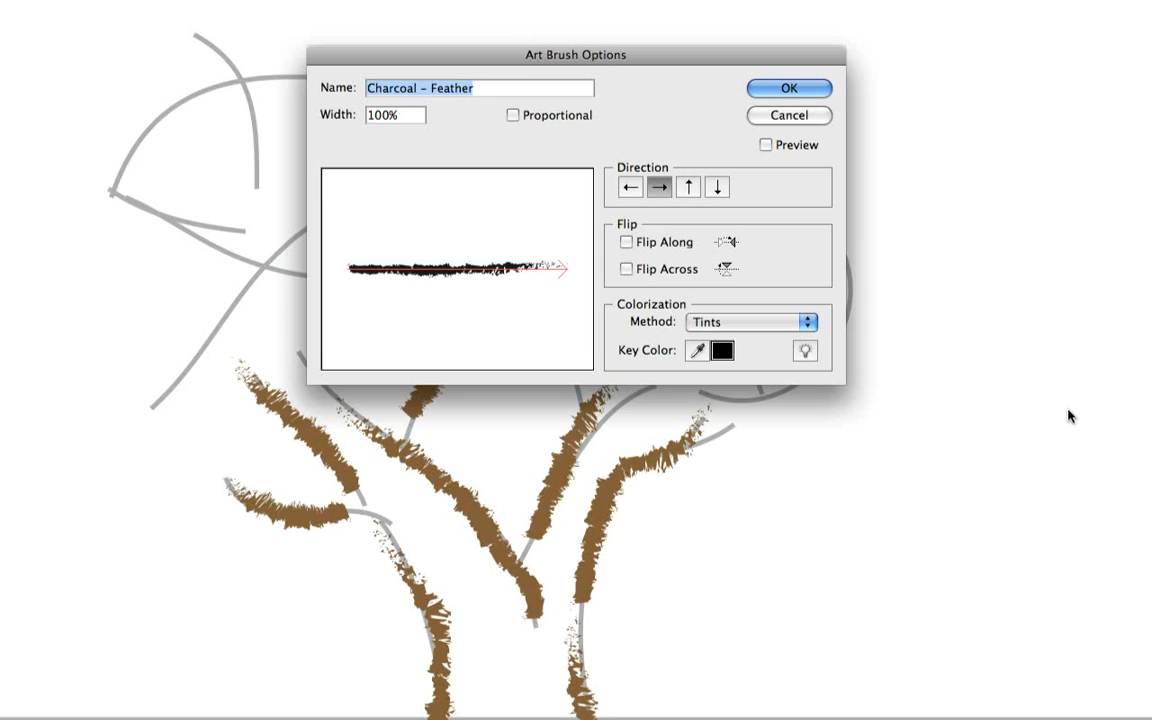 Art Brush Options
Name: Charcoal – Feather
OK
Width: 100%
Proportional
Cancel
Preview
Direction
Flip
Flip Along
Flip Across
Colorization
Method: Tints
Key Color: